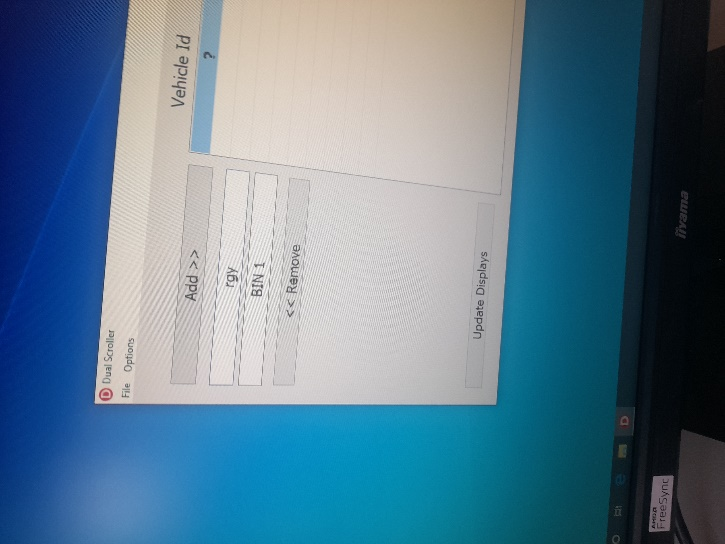 Dual Scroller
File Options
Vehicle Id
Add >>
?
rgy
BIN 1
<< Remove
Update Displays
iiyama
FreeSync